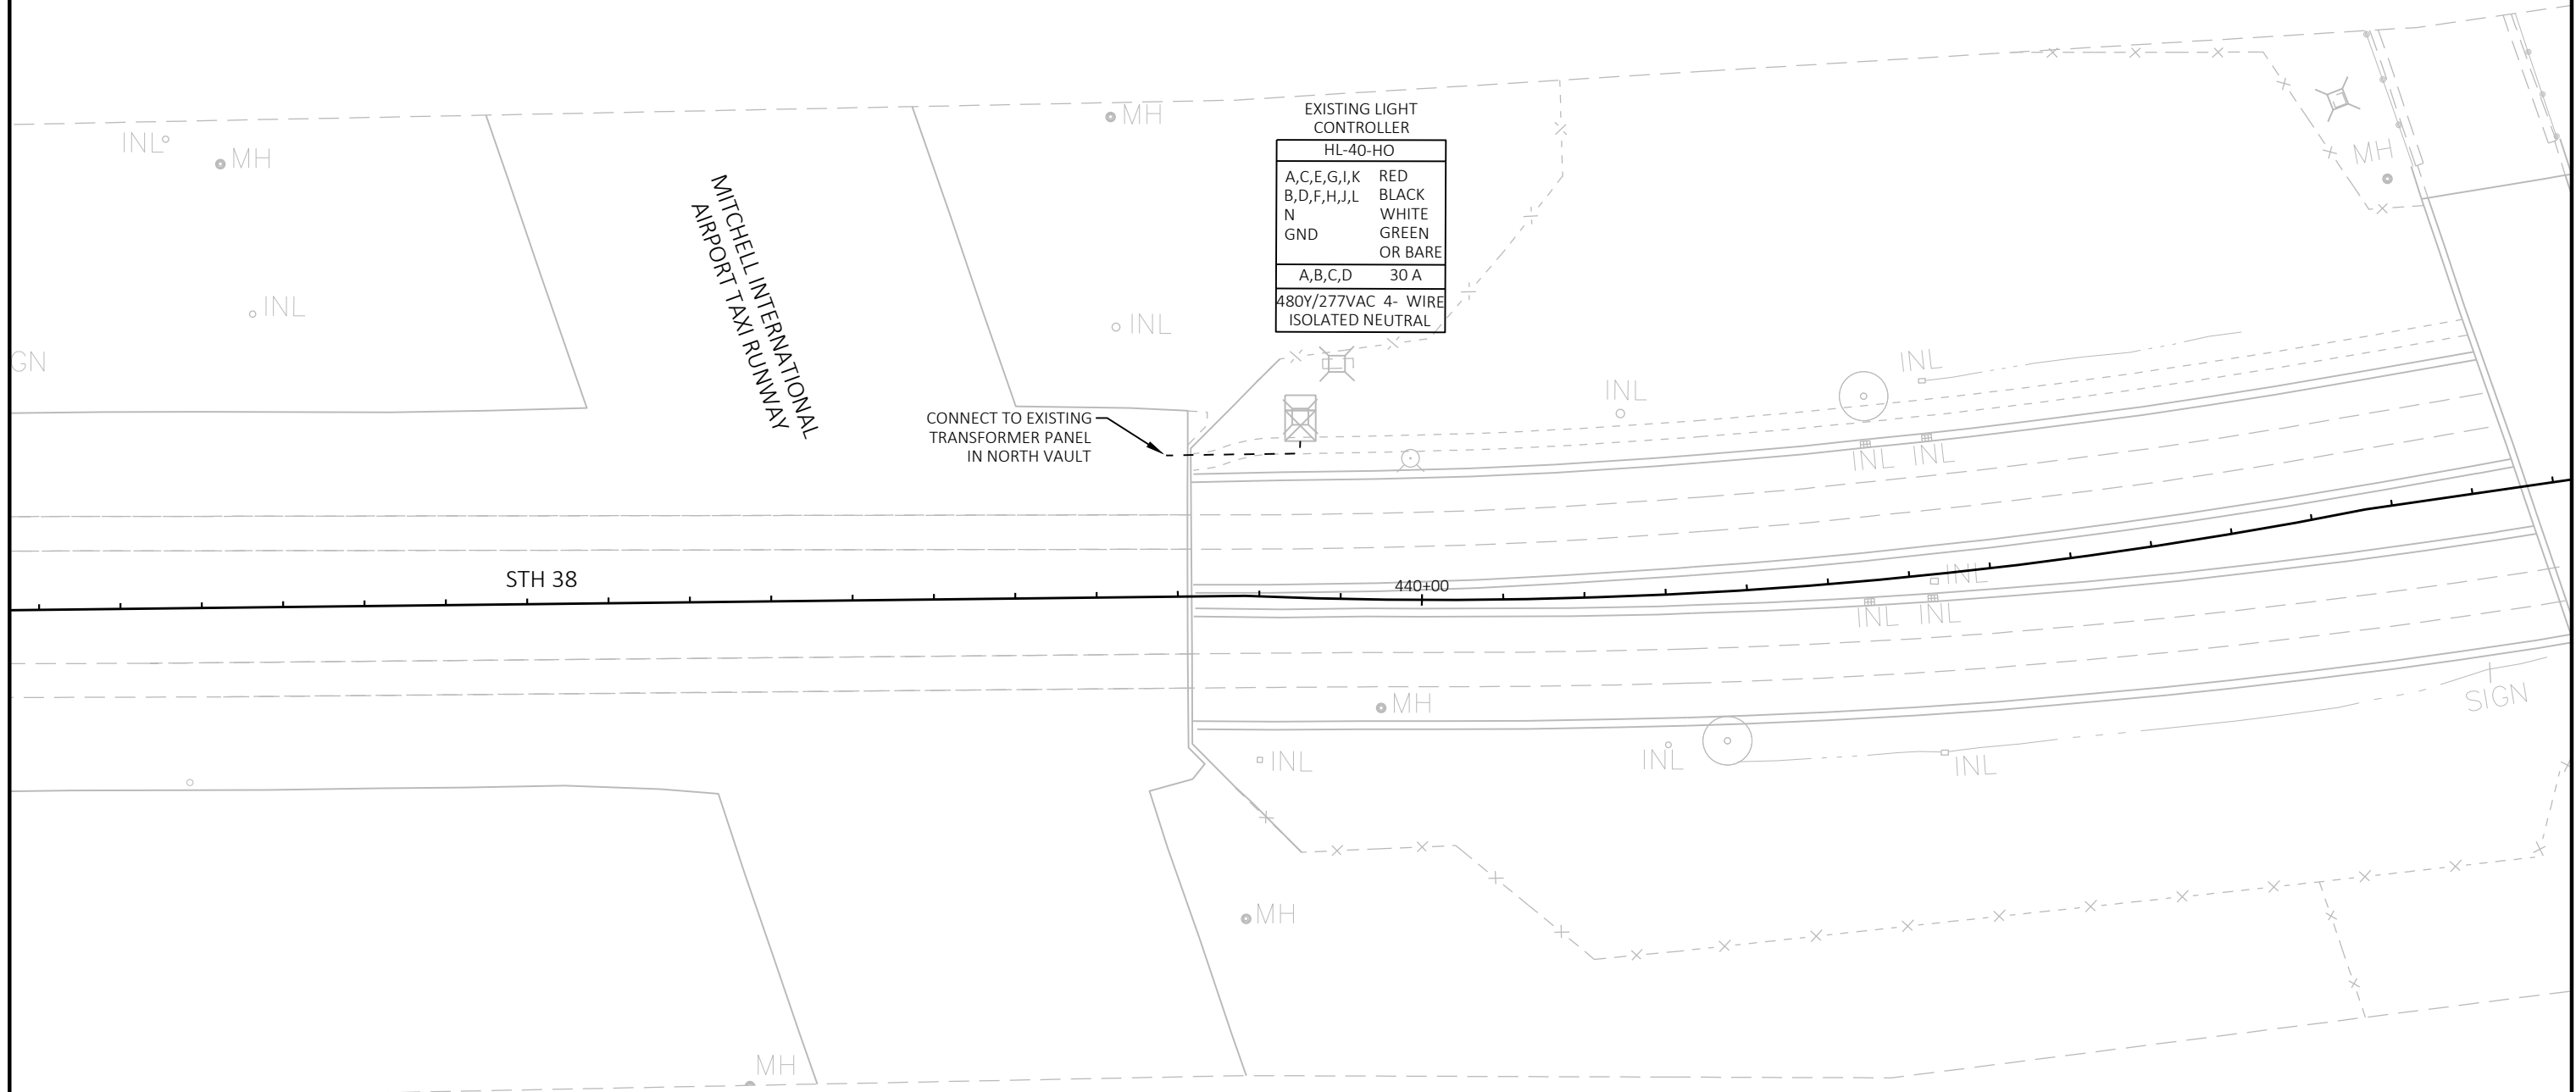 EXISTING LIGHT
CONTROLLER
HL-40-HO
A,C,E,G,I,K RED
B,D,F,H,J,L BLACK
N WHITE
GND GREEN
OR BARE
A,B,C,D 30 A
480Y/277VAC 4- WIRE
ISOLATED NEUTRAL
MH
INL
MH
MH
INL
INL
GN
MITCHELL INTERNATIONAL
AIRPORT TAXI RUNWAY
INL
INL
CONNECT TO EXISTING
TRANSFORMER PANEL
IN NORTH VAULT
INL INL
STH 38
440+00
INL
INL INL
MH
SIGN
INL
INL
INL
MH
MH